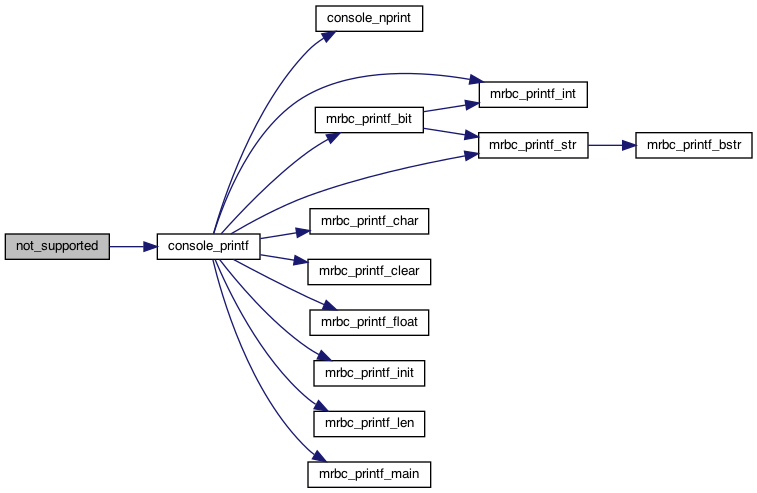 console_nprint
mrbc_printf_int
mrbc_printf_bit
mrbc_printf_str
mrbc_printf_bstr
mrbc_printf_char
not_supported
console_printf
mrbc_printf_clear
mrbc_printf_float
mrbc_printf_init
mrbc_printf_len
mrbc_printf_main